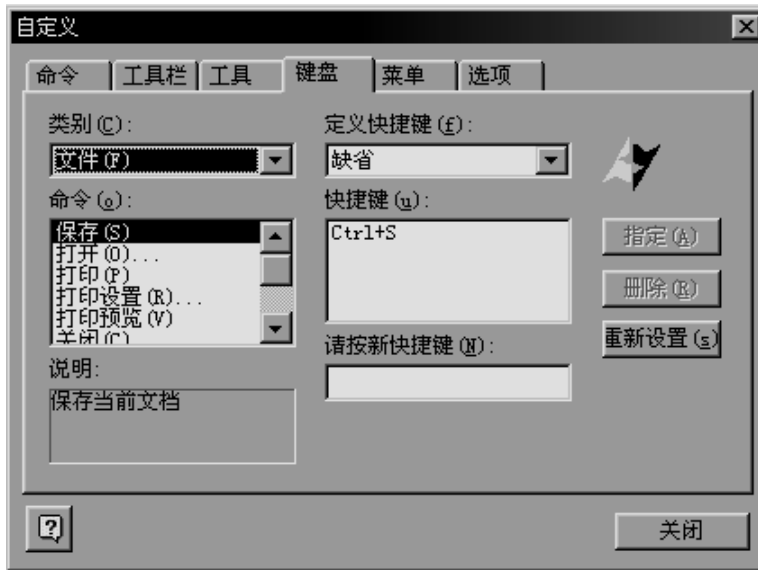 自定义
命令 工具栏 工具 键盘 菜单 选项
类别(C):
文件(F)
命令(o):
保存(S)
打开(O)...
打印(P)
打印设置(R)...
打印预览(V)
关闭(C)
说明:
保存当前文档
定义快捷键(f):
缺省
快捷键(u):
Ctrl+S
请按新快捷键(N):
指定(A)
删除(R)
重新设置(s)
关闭